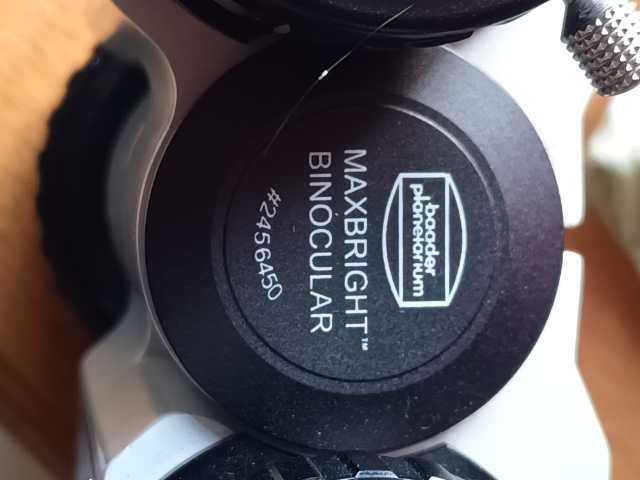 baader
planetarium
MAXBRIGHT™
BINOCULAR
#2456450